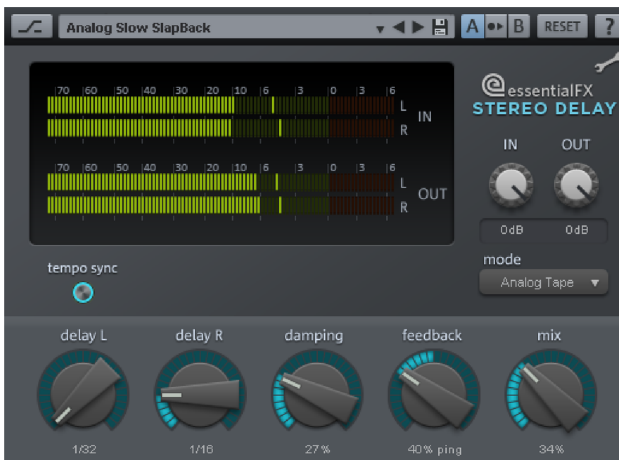 Analog Slow SlapBack
A B RESET ?
essentialFX
STEREO DELAY
70 60 50 40 30 20 10 6 3 0 3 6
L
IN
R
70 60 50 40 30 20 10 6 3 0 3 6
L
OUT
R
IN OUT
0dB 0dB
mode
Analog Tape
tempo sync
delay L delay R damping feedback mix
1/32 1/16 27% 40% ping 34%